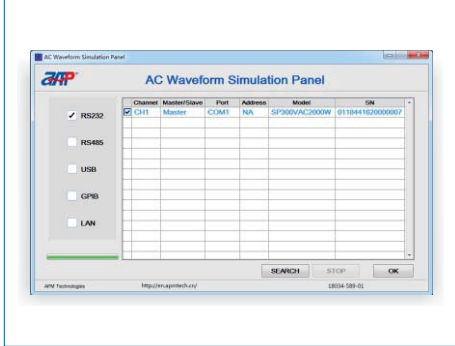 AC Waveform Simulation Panel
AC Waveform Simulation Panel
Channel Master/Slave Port Address Model SN
CH1 Master COM1 NA SP300VAC2000W 0118441620000007
RS232
RS485
USB
GPIB
LAN
SEARCH STOP OK
APM Technologies http://en.apmtech.cn/ 18034-589-01